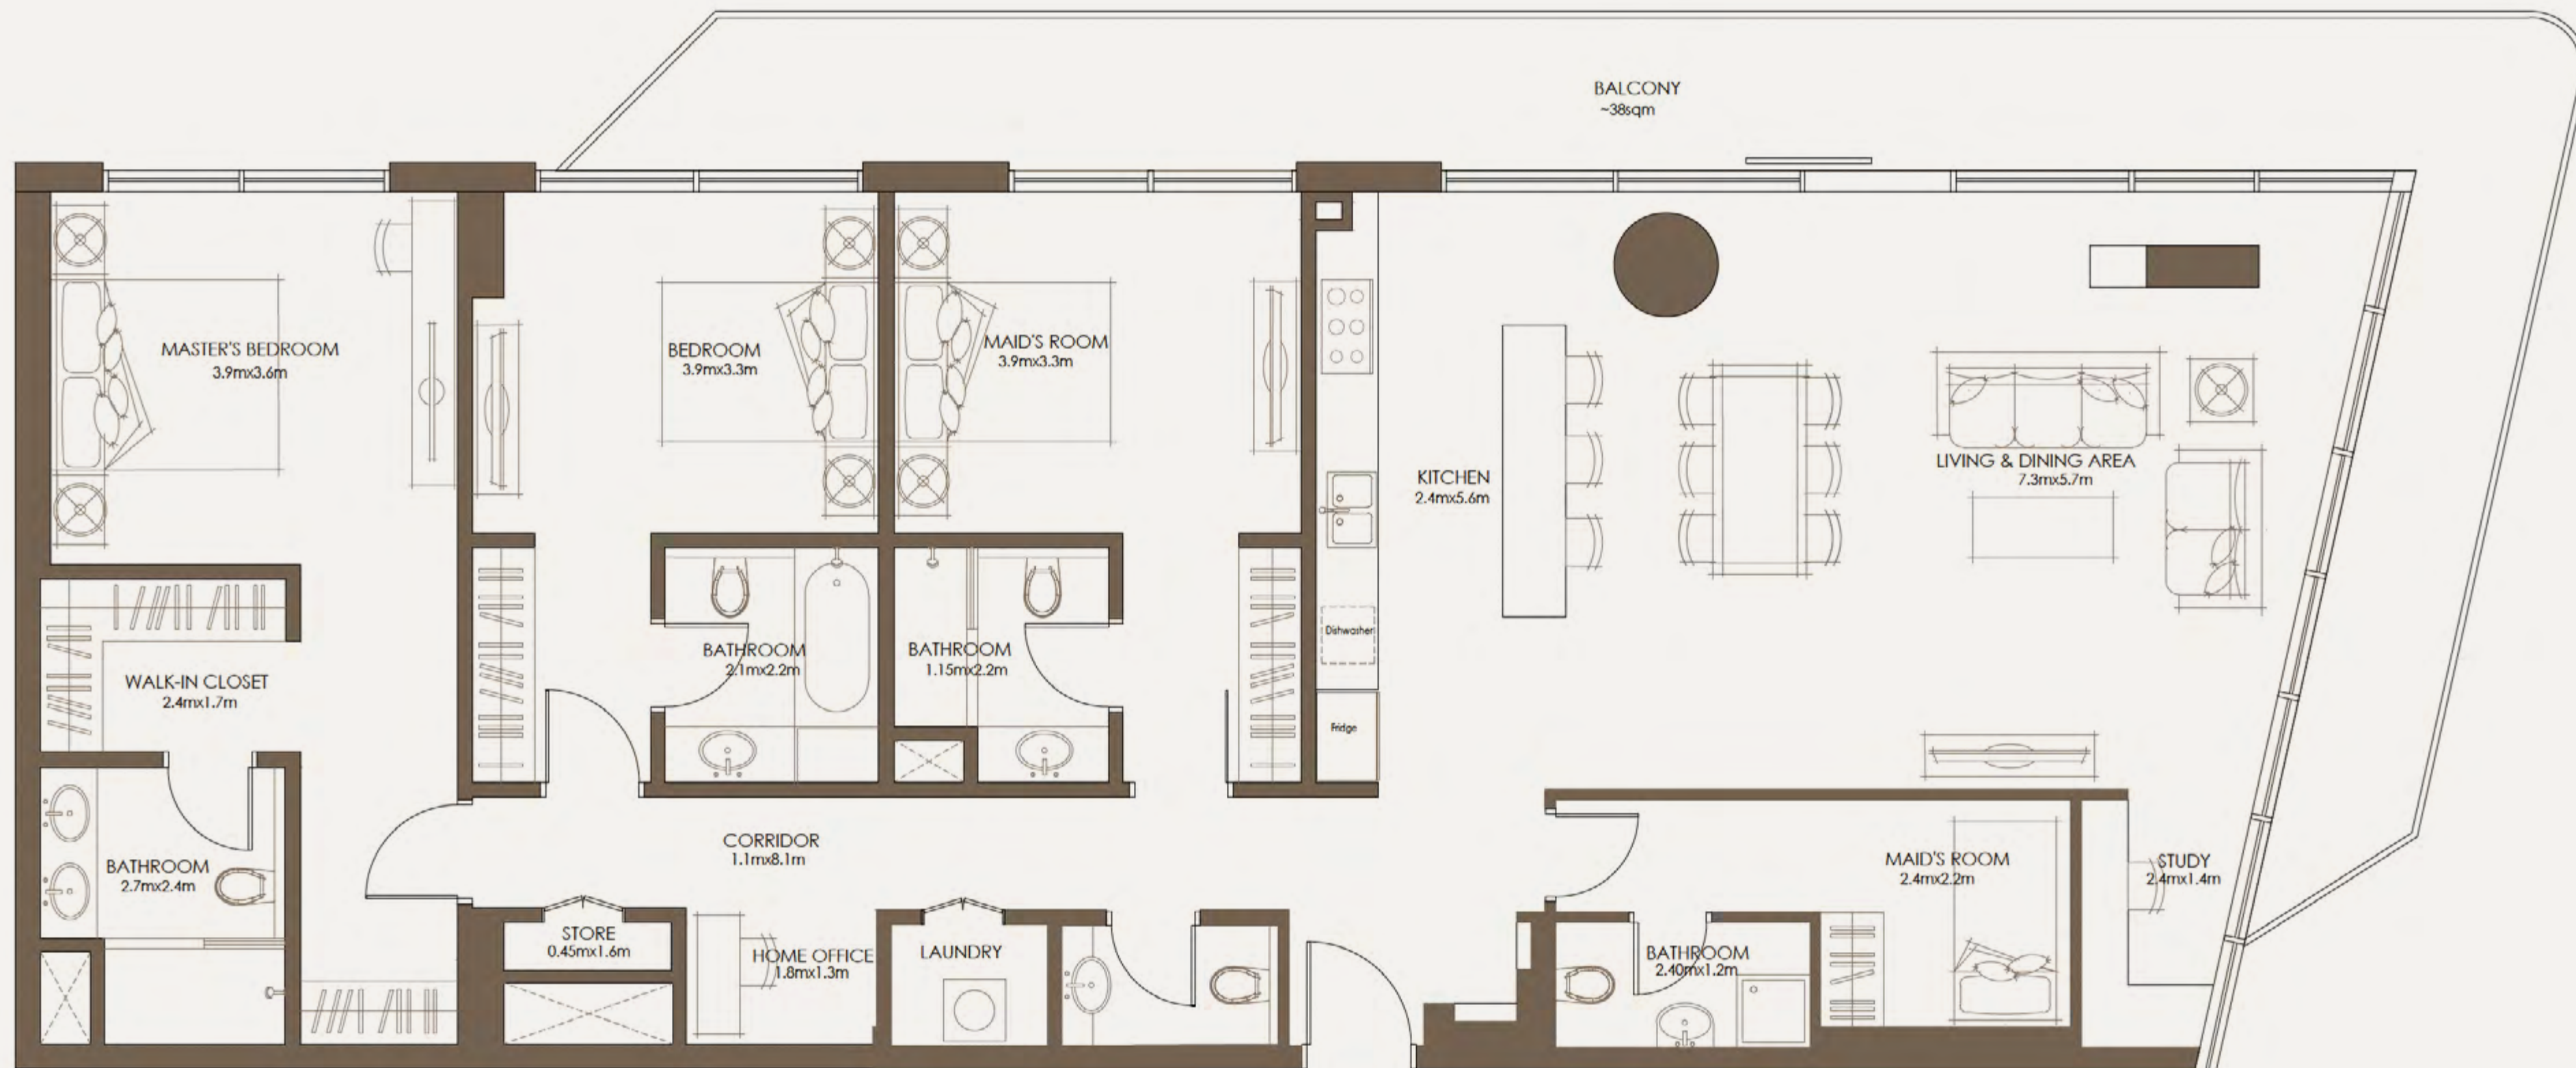 BALCONY
~38sqm
MASTER'S BEDROOM
3.9mx3.6m
BEDROOM
3.9mx3.3m
MAID'S ROOM
3.9mx3.3m
KITCHEN
2.4mx5.6m
LIVING & DINING AREA
7.3mx5.7m
Dishwasher
Fridge
WALK-IN CLOSET
2.4mx1.7m
BATHROOM
2.1mx2.2m
BATHROOM
1.15mx2.2m
BATHROOM
2.7mx2.4m
CORRIDOR
1.1mx8.1m
STORE
0.45mx1.6m
HOME OFFICE
1.8mx1.3m
LAUNDRY
BATHROOM
2.40mx1.2m
MAID'S ROOM
2.4mx2.2m
STUDY
2.4mx1.4m